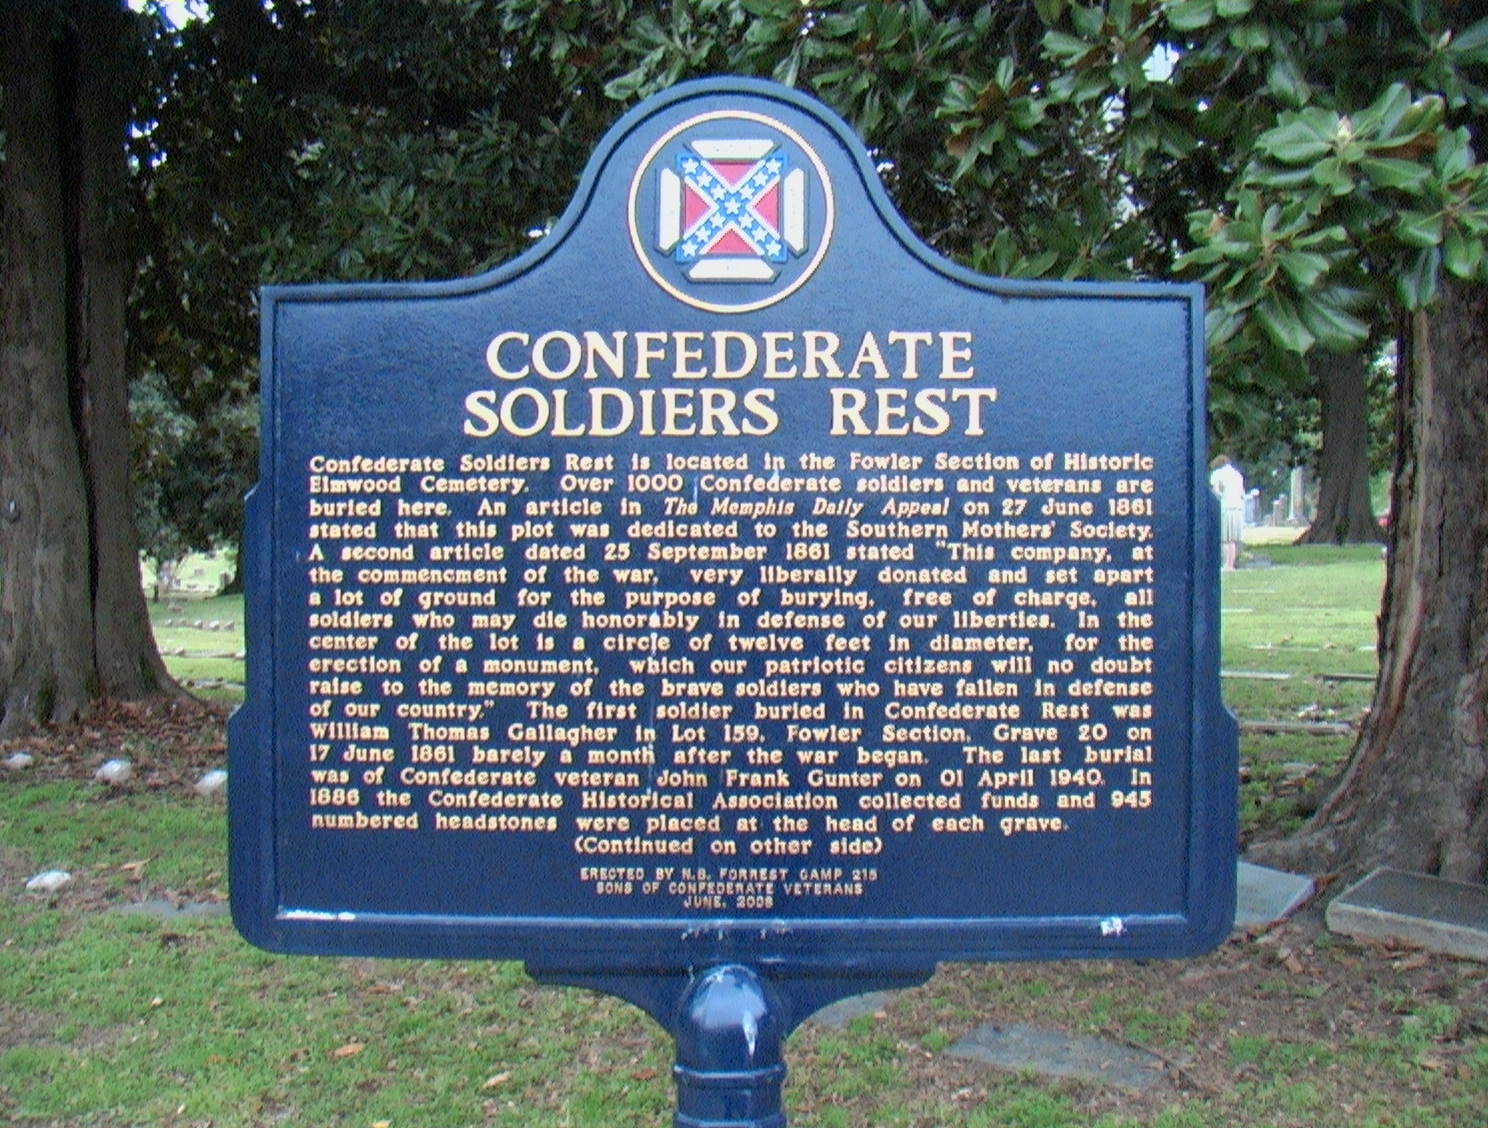 CONFEDERATE
SOLDIERS REST
Confederate Soldiers Rest is located in the Fowler Section of Historic
Elmwood Cemetery. Over 1000 Confederate soldiers and veterans are
buried here. An article in The Memphis Daily Appeal on 27 June 1861
stated that this plot was dedicated to the Southern Mothers' Society.
A second article dated 25 September 1861 stated "This company, at
the commencment of the war, very liberally donated and set apart
a lot of ground for the purpose of burying, free of charge, all
soldiers who may die honorably in defense of our liberties. In the
center of the lot is a circle of twelve feet in diameter, for the
erection of a monument, which our patriotic citizens will no doubt
raise to the memory of the brave soldiers who have fallen in defense
of our country." The first soldier buried in Confederate Rest was
William Thomas Gallagher in Lot 159, Fowler Section, Grave 20 on
17 June 1861 barely a month after the war began. The last burial
was of Confederate veteran John Frank Gunter on 01 April 1940. In
1886 the Confederate Historical Association collected funds and 945
numbered headstones were placed at the head of each grave.
(Continued on other side)
ERECTED BY N.B. FORREST CAMP 215
SONS OF CONFEDERATE VETERANS
JUNE, 2008